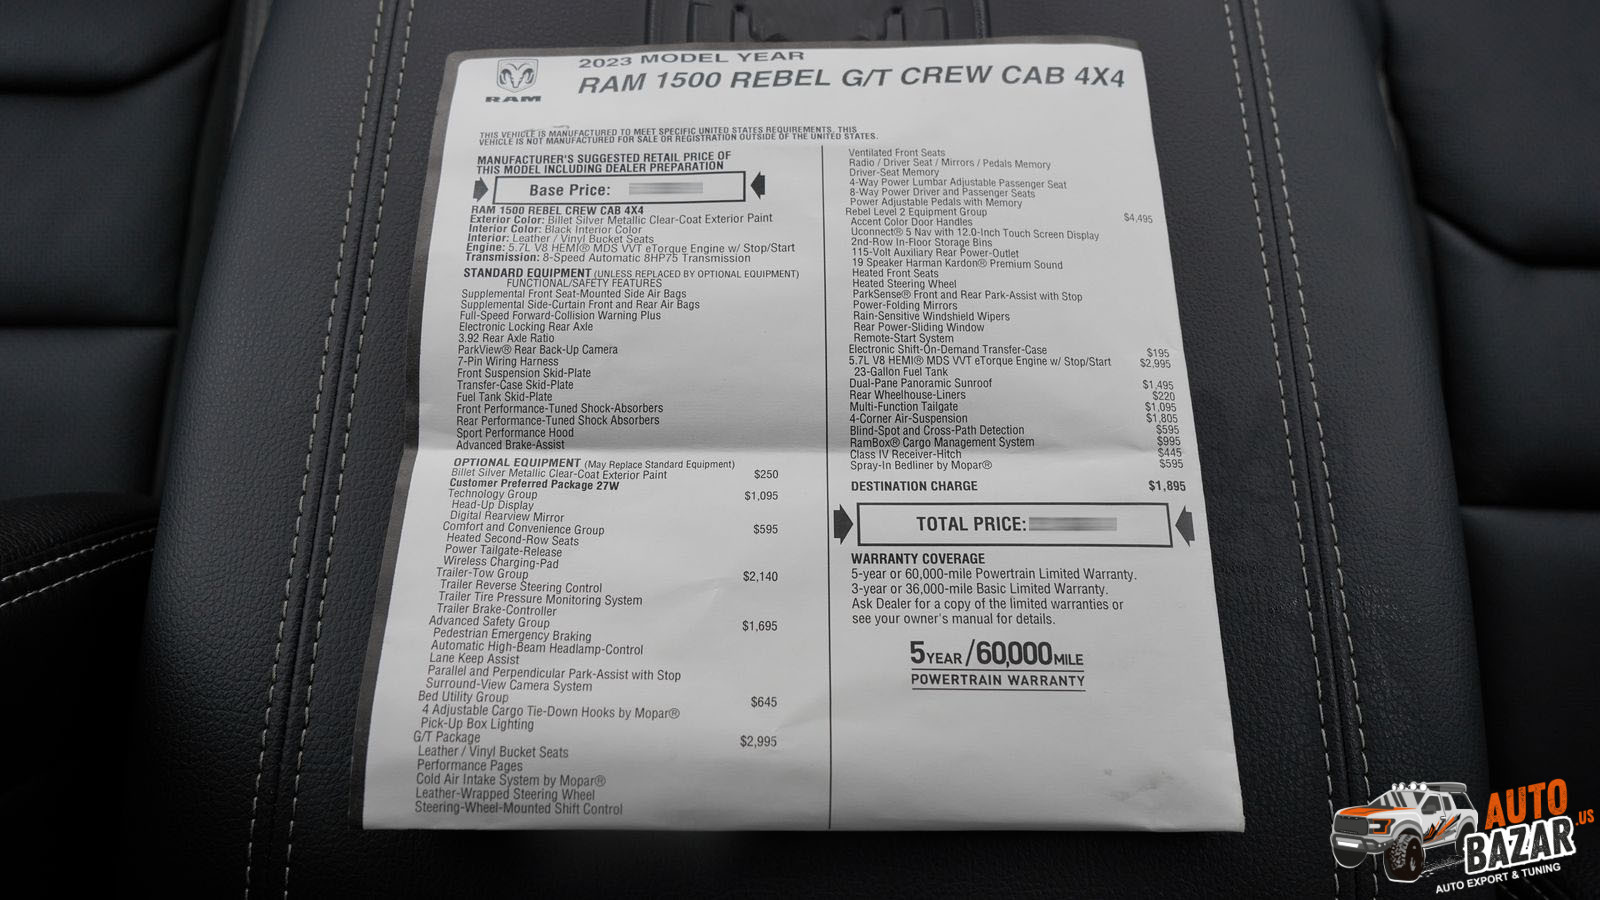 RAM
2023 MODEL YEAR
RAM 1500 REBEL G/T CREW CAB 4X4
THIS VEHICLE IS MANUFACTURED TO MEET SPECIFIC UNITED STATES REQUIREMENTS. THIS
VEHICLE IS NOT MANUFACTURED FOR SALE OR REGISTRATION OUTSIDE OF THE UNITED STATES.
MANUFACTURER'S SUGGESTED RETAIL PRICE OF
THIS MODEL INCLUDING DEALER PREPARATION
Base Price:
RAM 1500 REBEL CREW CAB 4X4
Exterior Color: Billet Silver Metallic Clear-Coat Exterior Paint
Interior Color: Black Interior Color
Interior: Leather / Vinyl Bucket Seats
Engine: 5.7L V8 HEMI® MDS VVT eTorque Engine w/ Stop/Start
Transmission: 8-Speed Automatic 8HP75 Transmission
STANDARD EQUIPMENT (UNLESS REPLACED BY OPTIONAL EQUIPMENT)
FUNCTIONAL/SAFETY FEATURES
Supplemental Front Seat-Mounted Side Air Bags
Supplemental Side-Curtain Front and Rear Air Bags
Full-Speed Forward-Collision Warning Plus
Electronic Locking Rear Axle
3.92 Rear Axle Ratio
ParkView® Rear Back-Up Camera
7-Pin Wiring Harness
Front Suspension Skid-Plate
Transfer-Case Skid-Plate
Fuel Tank Skid-Plate
Front Performance-Tuned Shock-Absorbers
Rear Performance-Tuned Shock Absorbers
Sport Performance Hood
Advanced Brake-Assist
OPTIONAL EQUIPMENT (May Replace Standard Equipment)
Billet Silver Metallic Clear-Coat Exterior Paint $250
Customer Preferred Package 27W
Technology Group $1,095
Head-Up Display
Digital Rearview Mirror
Comfort and Convenience Group $595
Heated Second-Row Seats
Power Tailgate-Release
Wireless Charging-Pad
Trailer-Tow Group $2,140
Trailer Reverse Steering Control
Trailer Tire Pressure Monitoring System
Trailer Brake-Controller
Advanced Safety Group $1,695
Pedestrian Emergency Braking
Automatic High-Beam Headlamp-Control
Lane Keep Assist
Parallel and Perpendicular Park-Assist with Stop
Surround-View Camera System
Bed Utility Group $645
4 Adjustable Cargo Tie-Down Hooks by Mopar®
Pick-Up Box Lighting
G/T Package $2,995
Leather / Vinyl Bucket Seats
Performance Pages
Cold Air Intake System by Mopar®
Leather-Wrapped Steering Wheel
Steering-Wheel-Mounted Shift Control
Ventilated Front Seats
Radio / Driver Seat / Mirrors / Pedals Memory
Driver-Seat Memory
4-Way Power Lumbar Adjustable Passenger Seat
8-Way Power Driver and Passenger Seats
Power Adjustable Pedals with Memory
Rebel Level 2 Equipment Group $4,495
Accent Color Door Handles
Uconnect® 5 Nav with 12.0-Inch Touch Screen Display
2nd-Row In-Floor Storage Bins
115-Volt Auxiliary Rear Power-Outlet
19 Speaker Harman Kardon® Premium Sound
Heated Front Seats
Heated Steering Wheel
ParkSense® Front and Rear Park-Assist with Stop
Power-Folding Mirrors
Rain-Sensitive Windshield Wipers
Rear Power-Sliding Window
Remote-Start System
Electronic Shift-On-Demand Transfer-Case $195
5.7L V8 HEMI® MDS VVT eTorque Engine w/ Stop/Start $2,995
23-Gallon Fuel Tank
Dual-Pane Panoramic Sunroof $1,495
Rear Wheelhouse-Liners $220
Multi-Function Tailgate $1,095
4-Corner Air-Suspension $1,805
Blind-Spot and Cross-Path Detection $595
RamBox® Cargo Management System $995
Class IV Receiver-Hitch $445
Spray-In Bedliner by Mopar® $595
DESTINATION CHARGE $1,895
TOTAL PRICE:
WARRANTY COVERAGE
5-year or 60,000-mile Powertrain Limited Warranty.
3-year or 36,000-mile Basic Limited Warranty.
Ask Dealer for a copy of the limited warranties or
see your owner's manual for details.
5 YEAR/60,000 MILE
POWERTRAIN WARRANTY
AUTO
BAZAR.US
AUTO EXPORT & TUNING